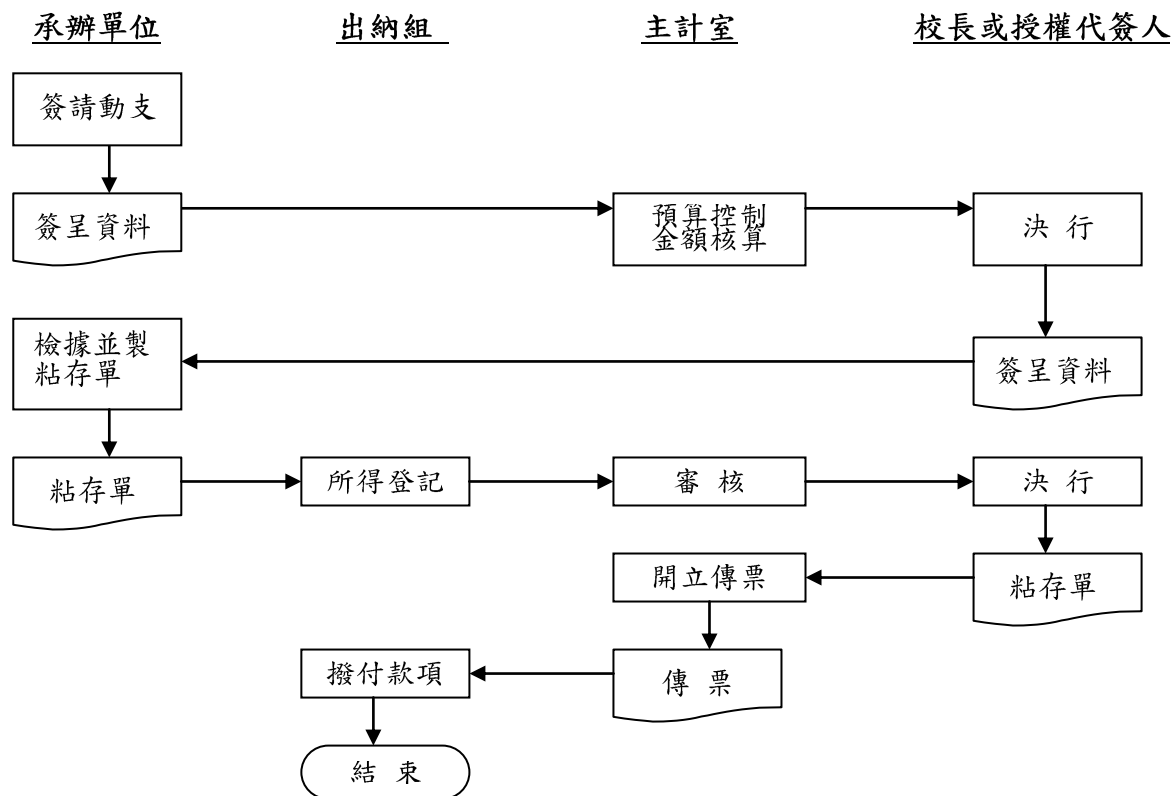 承辦單位
出納組
主計室
校長或授權代簽人
簽請動支
簽呈資料
預算控制
金額核算
決 行
檢據並製
粘存單
簽呈資料
粘存單
所得登記
審 核
決 行
開立傳票
粘存單
撥付款項
傳 票
結 束